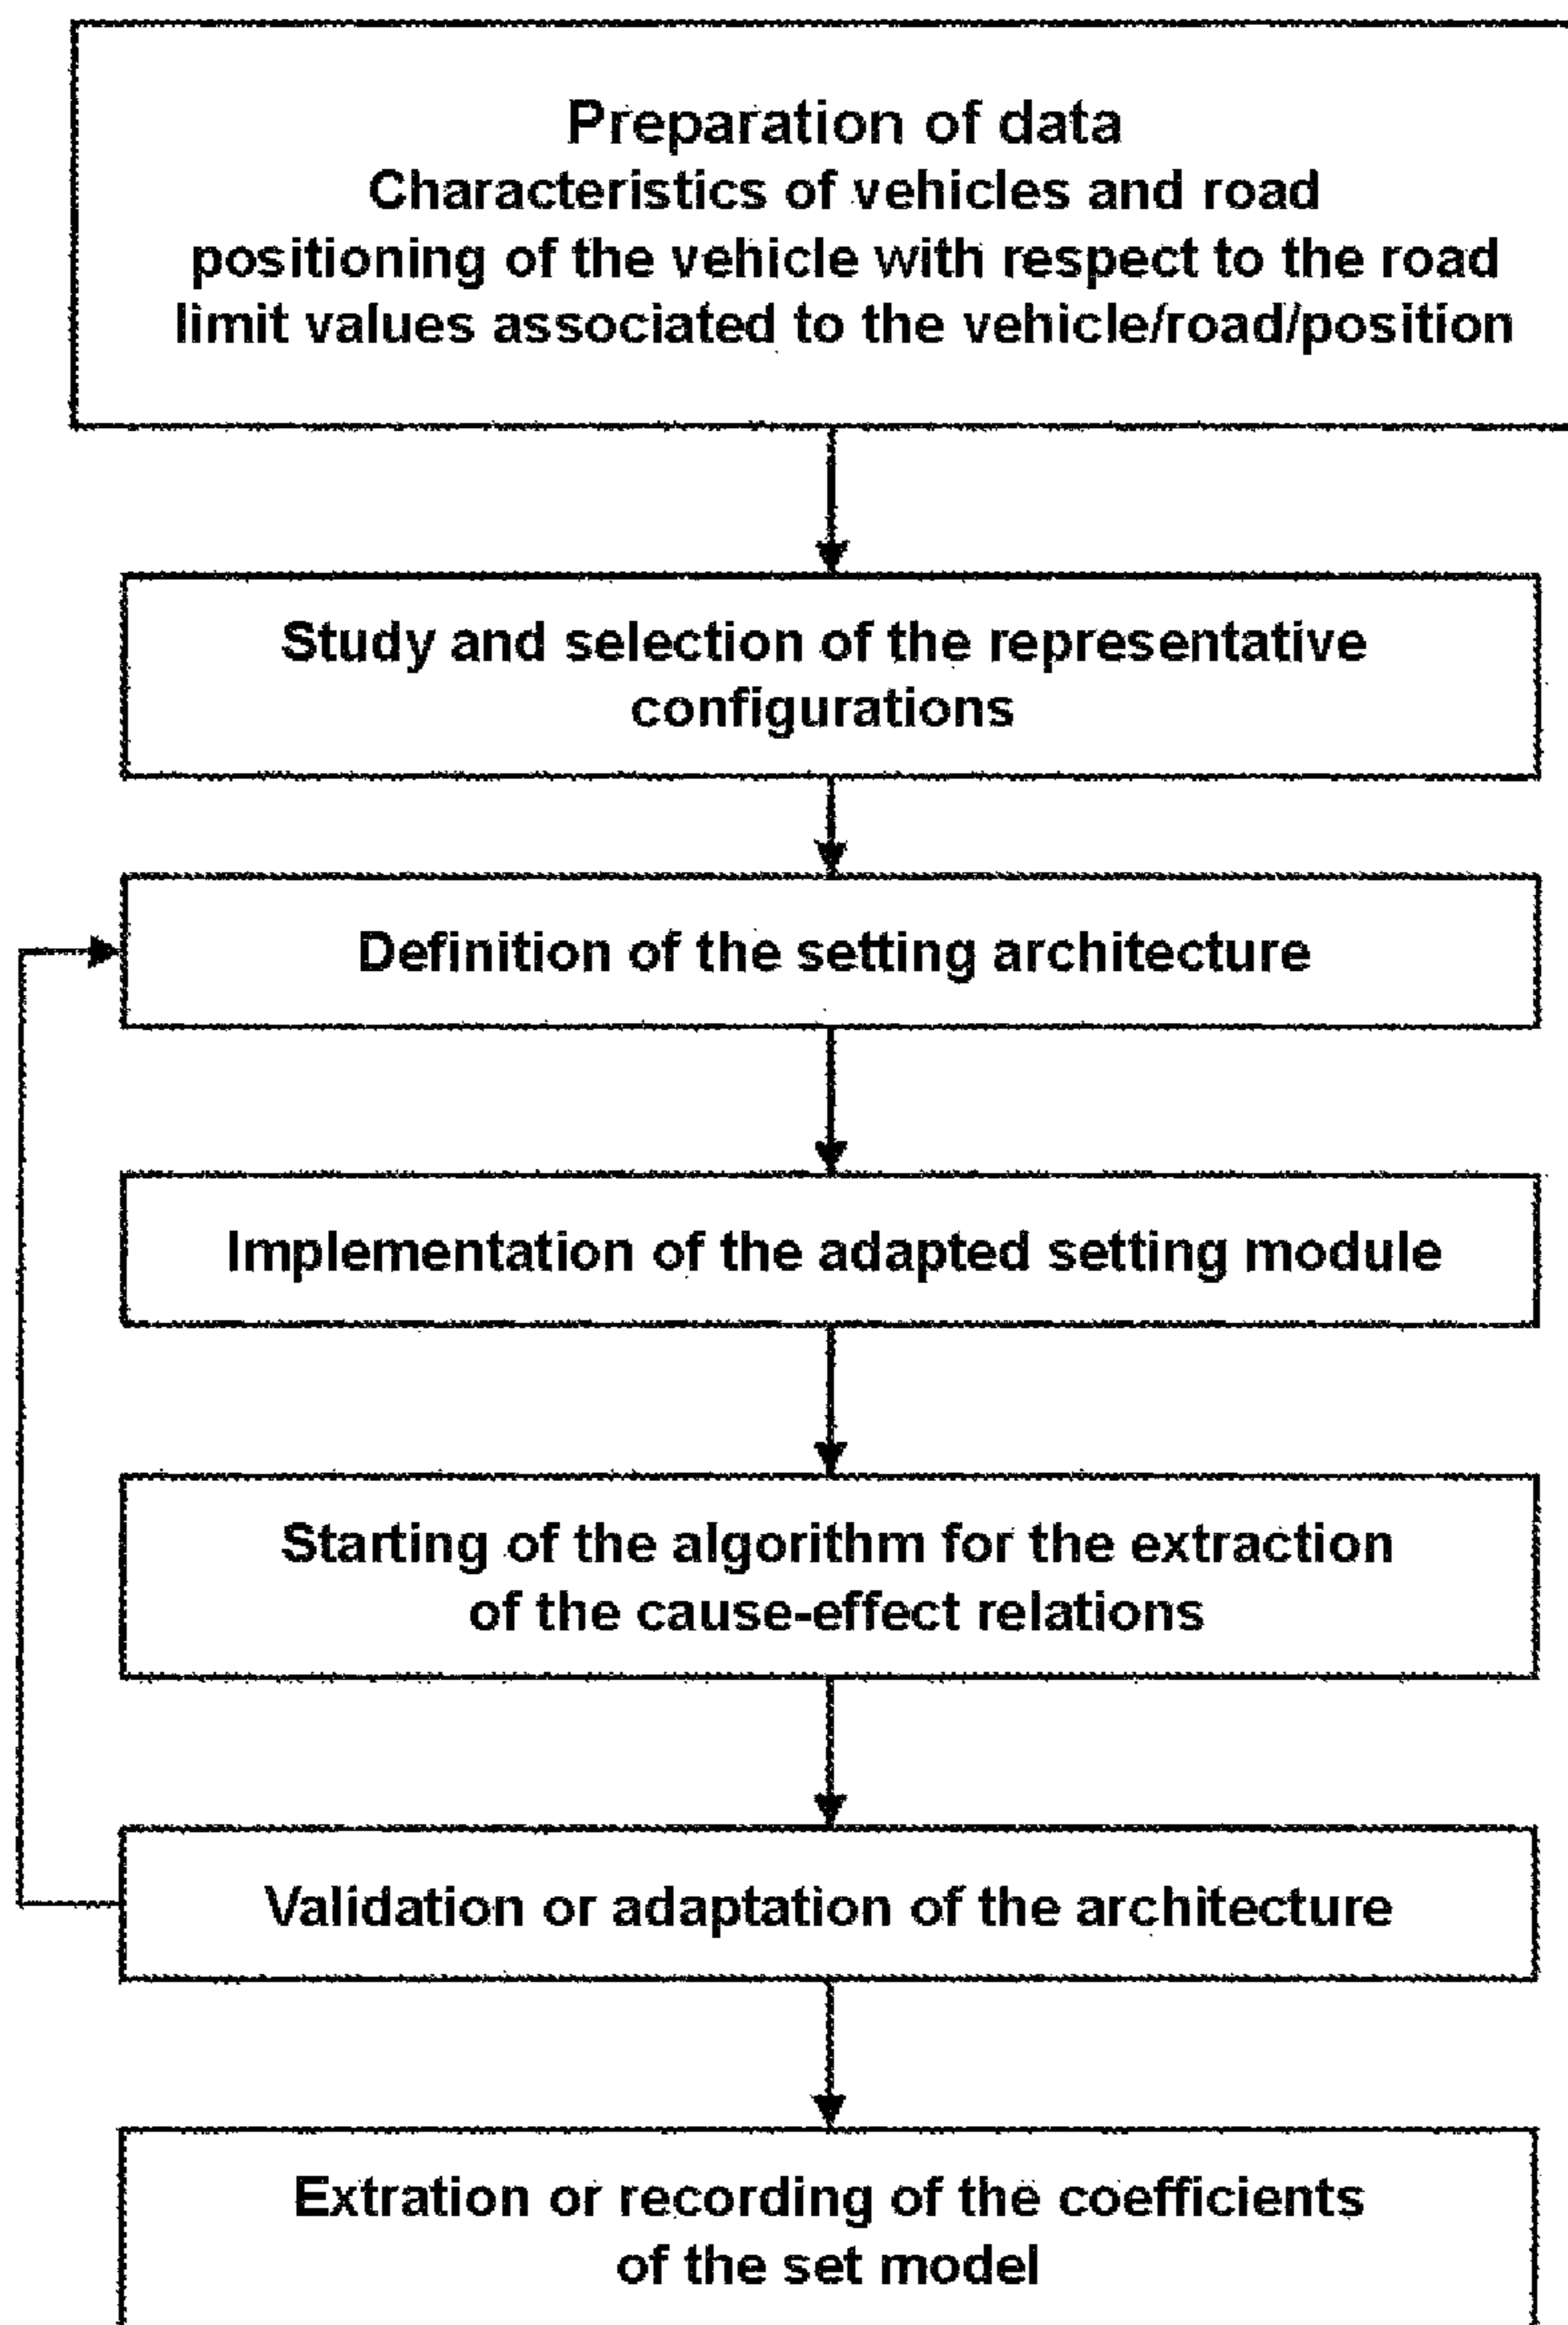 Preparation of data
Characteristics of vehicles and road
positioning of the vehicle with respect to the road
limit values associated to the vehicle/road/position
Study and selection of the representative
configurations
Definition of the setting architecture
Implementation of the adapted setting module
Starting of the algorithm for the extraction
of the cause-effect relations
Validation or adaptation of the architecture
Extration or recording of the coefficients
of the set model